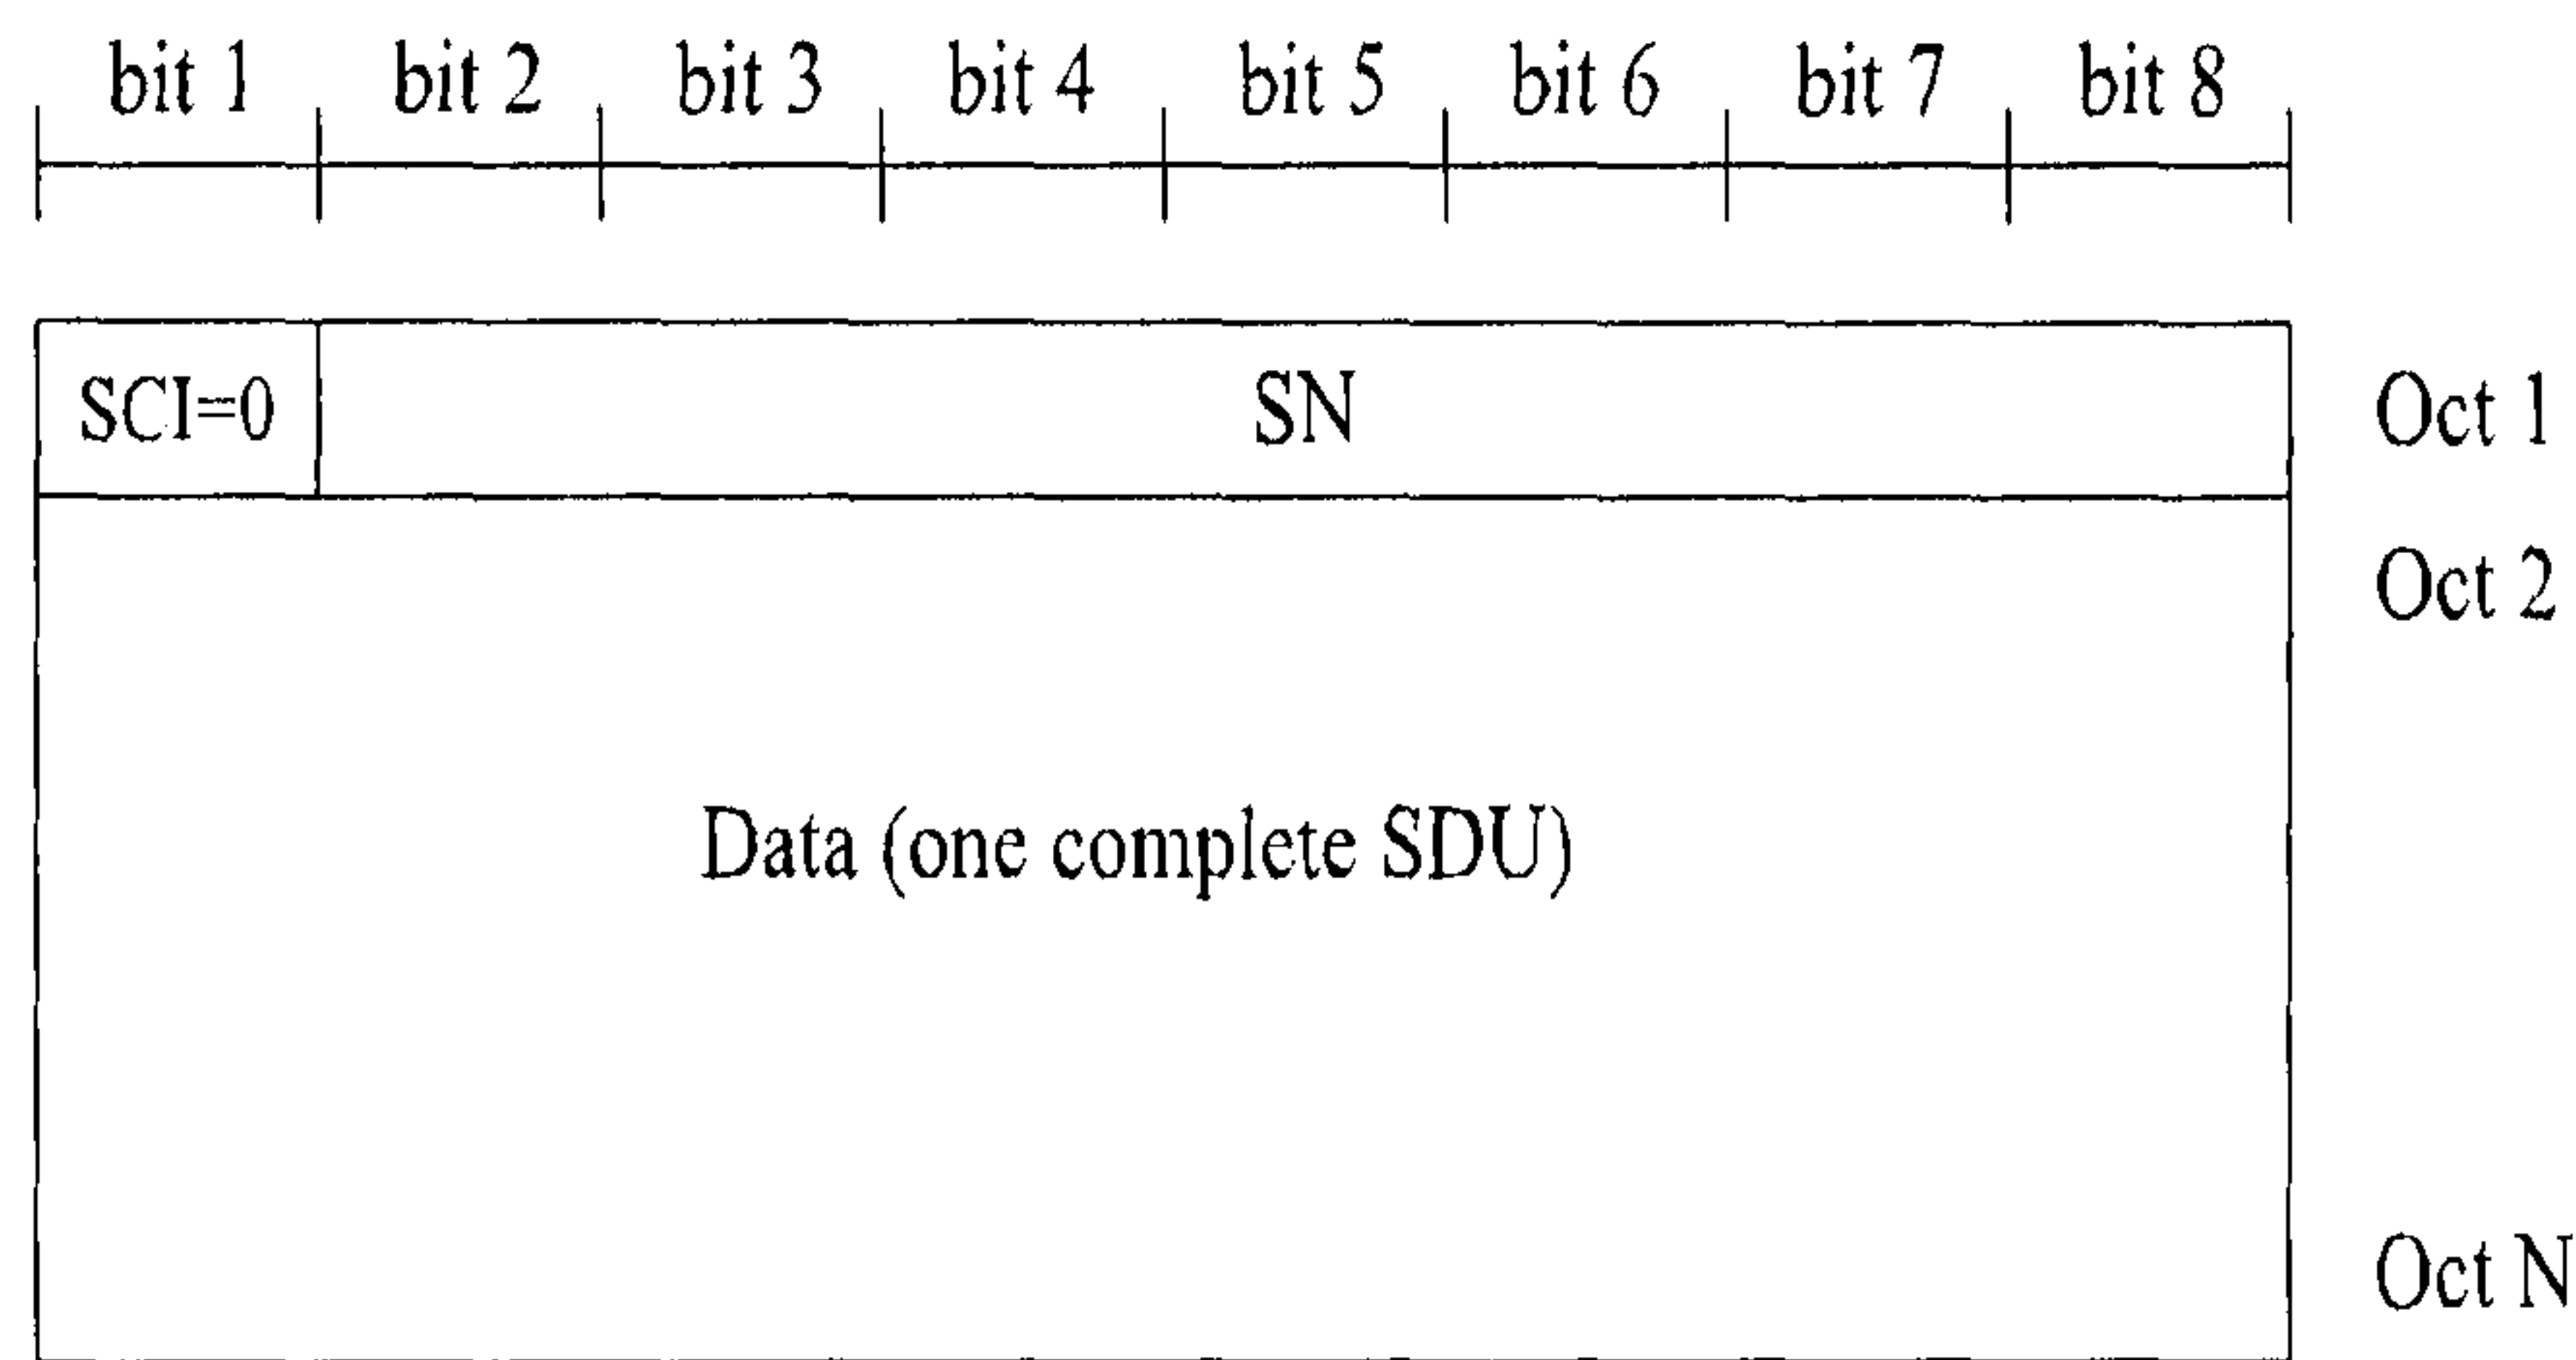 bit 1 bit 2 bit 3 bit 4 bit 5 bit 6 bit 7 bit 8
SCI=0 SN Oct 1
Oct 2
Data (one complete SDU)
Oct N